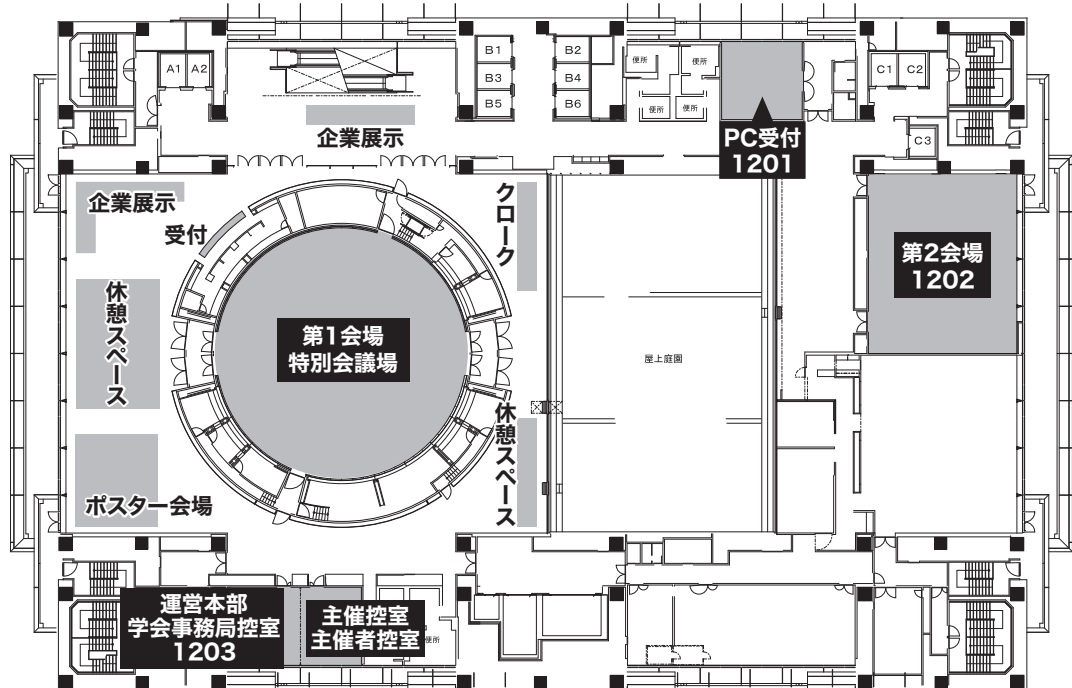 A1 A2
B1
B3
B5
B2
B4
B6
便所
便所
便所
便所
C1 C2
C3
企業展示
PC受付
1201
企業展示
受付
クローク
第2会場
1202
休憩スペース
第1会場
特別会議場
屋上庭園
休憩スペース
ポスター会場
運営本部
学会事務局控室
1203
主催控室
主催者控室
便所